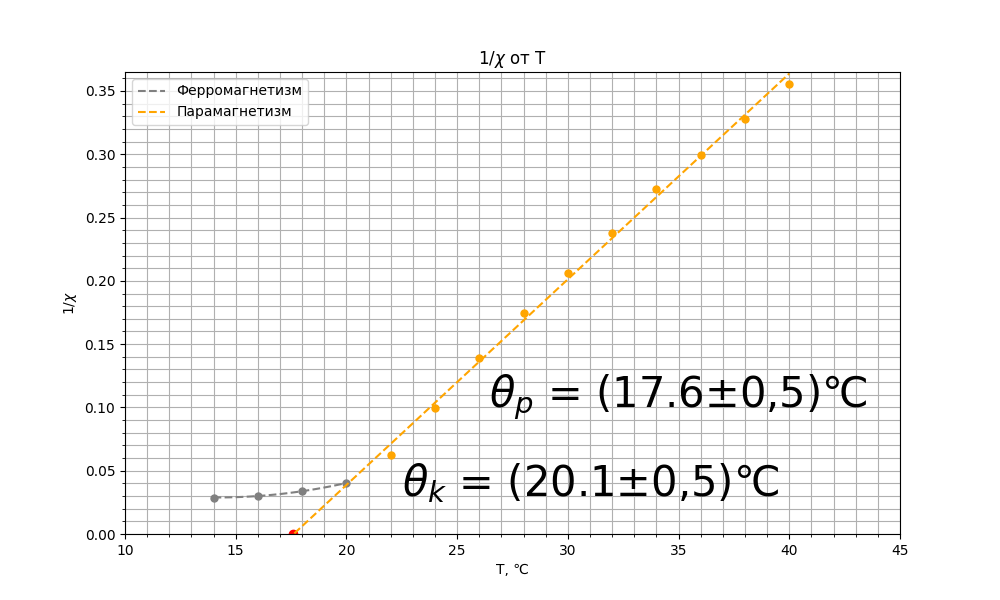 1/χ от T
Ферромагнетизм
Парамагнетизм
0.35
0.30
0.25
0.20
0.15
0.10
0.05
0.00
1/χ
θp = (17.6±0,5)°C
θk = (20.1±0,5)°C
10 15 20 25 30 35 40 45
T, °C